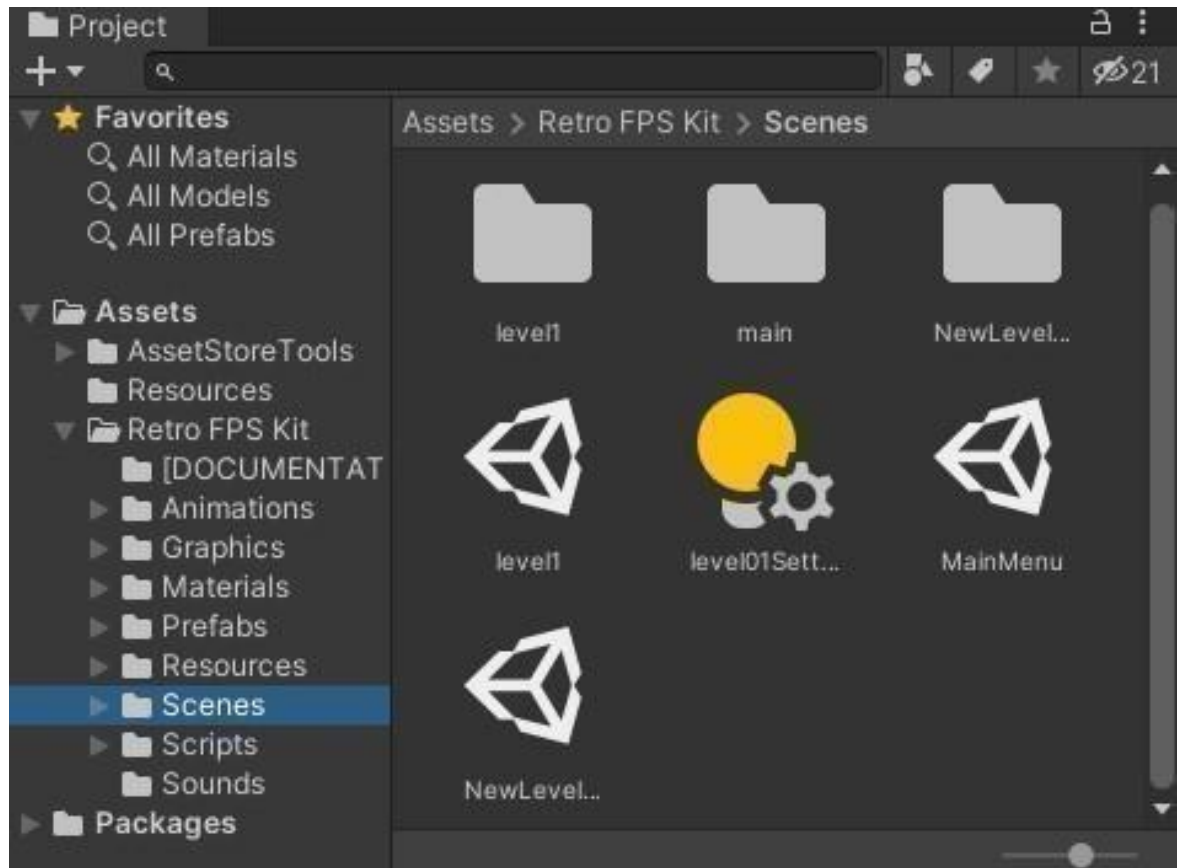 Project
21
Favorites
All Materials
All Models
All Prefabs
Assets
AssetStoreTools
Resources
Retro FPS Kit
[DOCUMENTAT
Animations
Graphics
Materials
Prefabs
Resources
Scenes
Scripts
Sounds
Packages
Assets > Retro FPS Kit > Scenes
level1 main NewLevel...
level1 level01Sett... MainMenu
NewLevel...